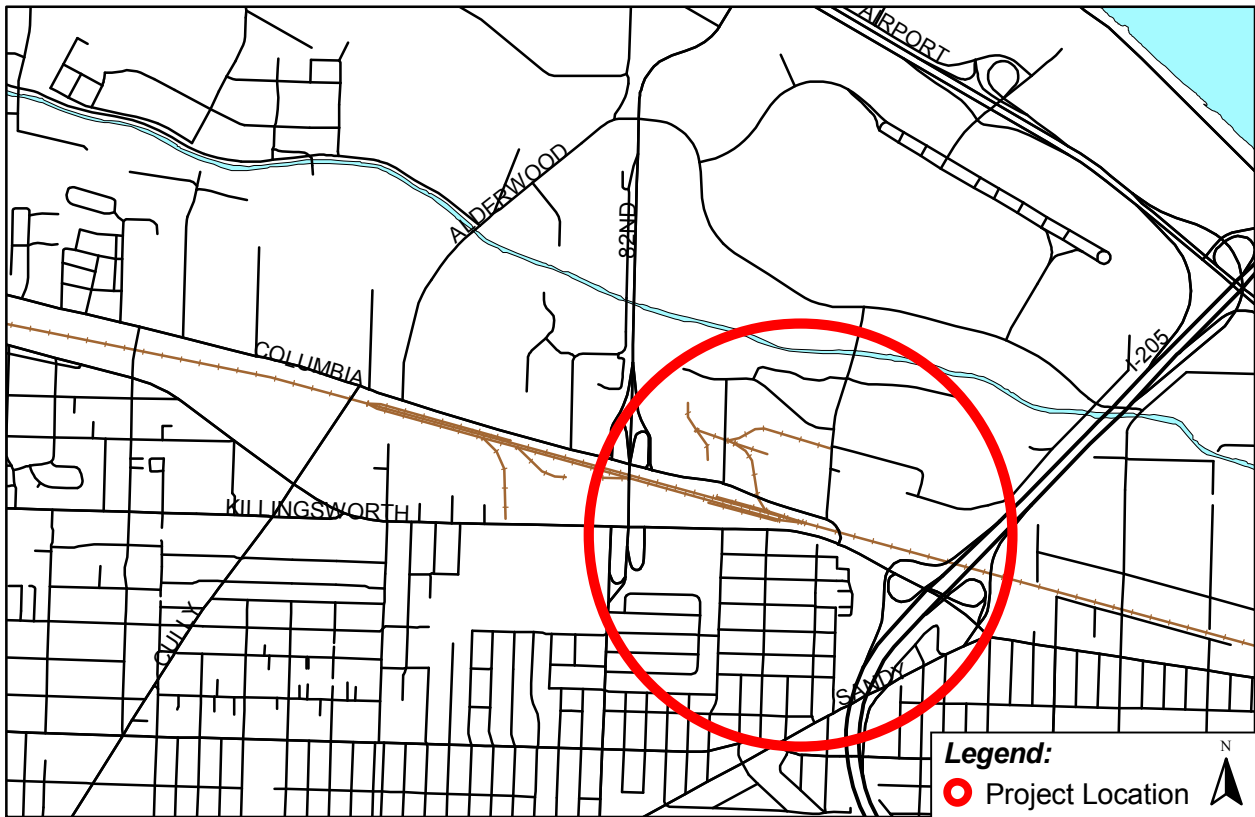 AIRPORT
ALDERWOOD
82ND
I-205
COLUMBIA
KILLINGSWORTH
CULLY
SANDY
Legend:
N
Project Location